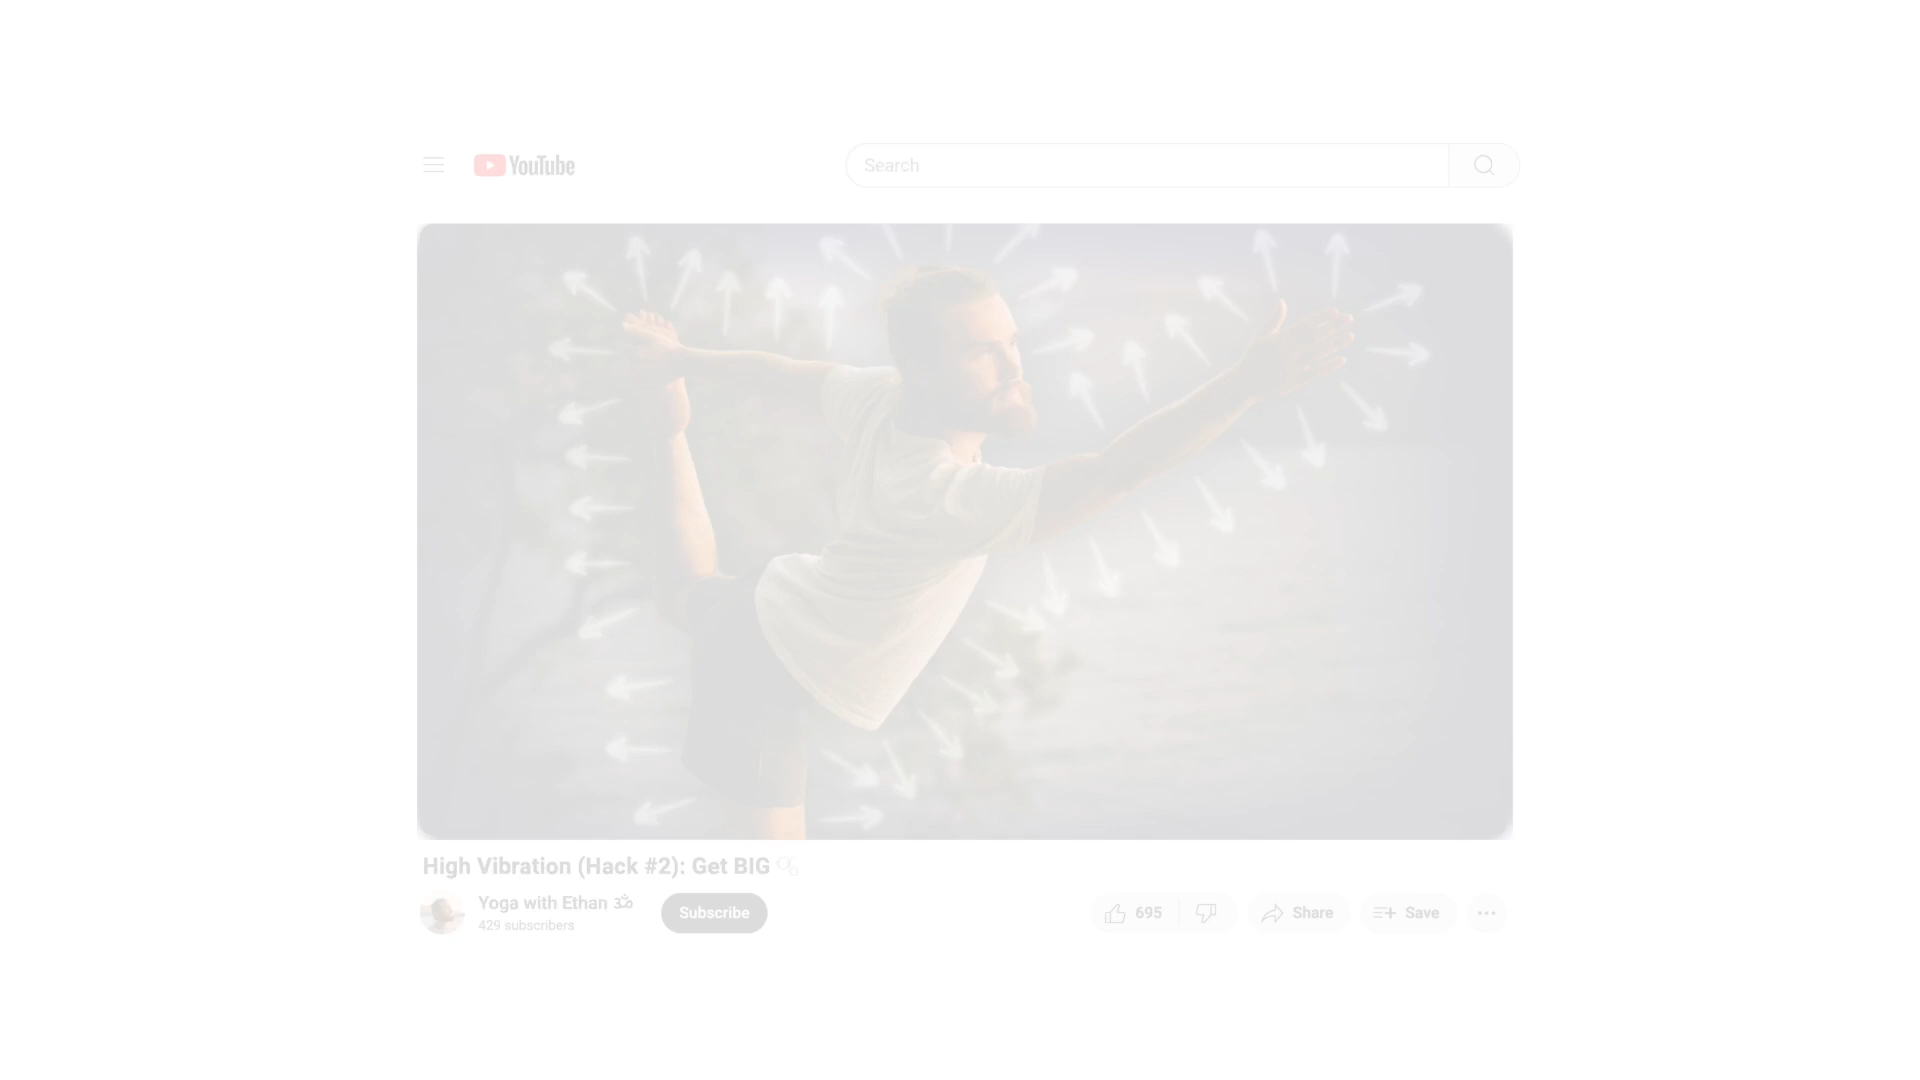 YouTube
Search
High Vibration (Hack #2): Get BIG
Yoga with Ethan ॐ
429 subscribers
Subscribe
695
Share
Save